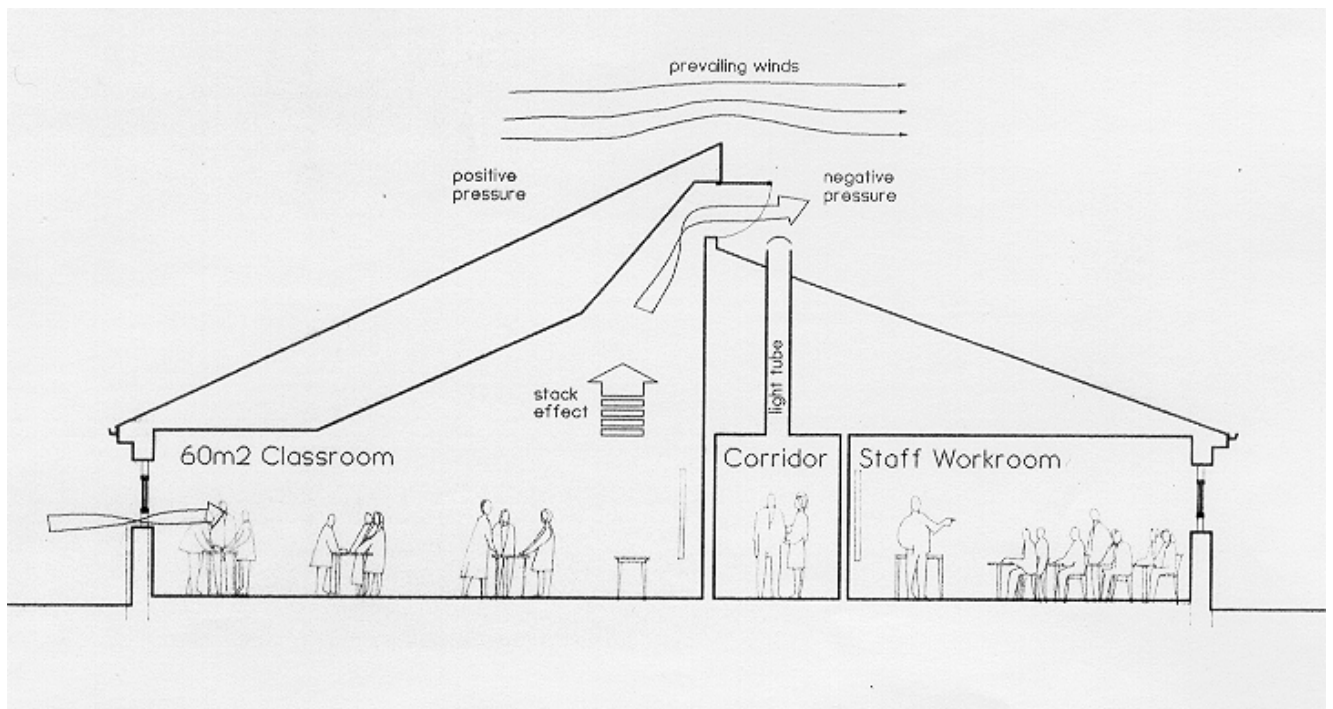 prevailing winds
positive
pressure
negative
pressure
stack
effect
light tube
60m2 Classroom
Corridor
Staff Workroom